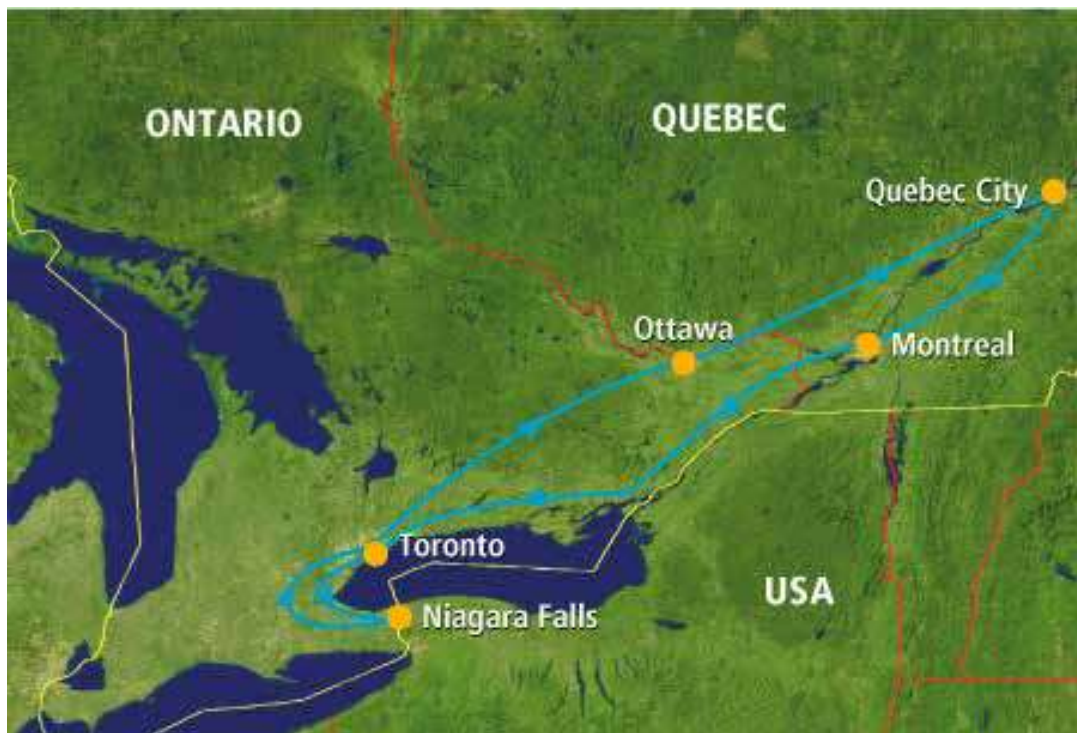 ONTARIO
QUEBEC
Quebec City
Ottawa
Montreal
Toronto
USA
Niagara Falls